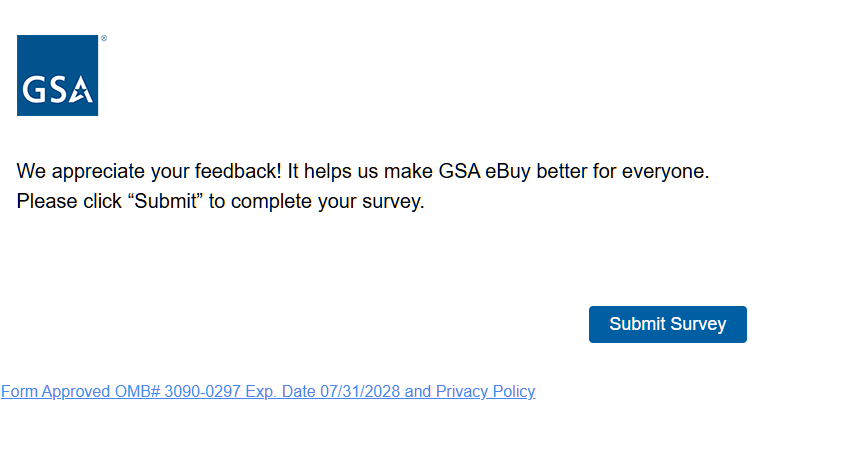 ®
GSA
We appreciate your feedback! It helps us make GSA eBuy better for everyone.
Please click “Submit” to complete your survey.
Submit Survey
Form Approved OMB# 3090-0297 Exp. Date 07/31/2028 and Privacy Policy